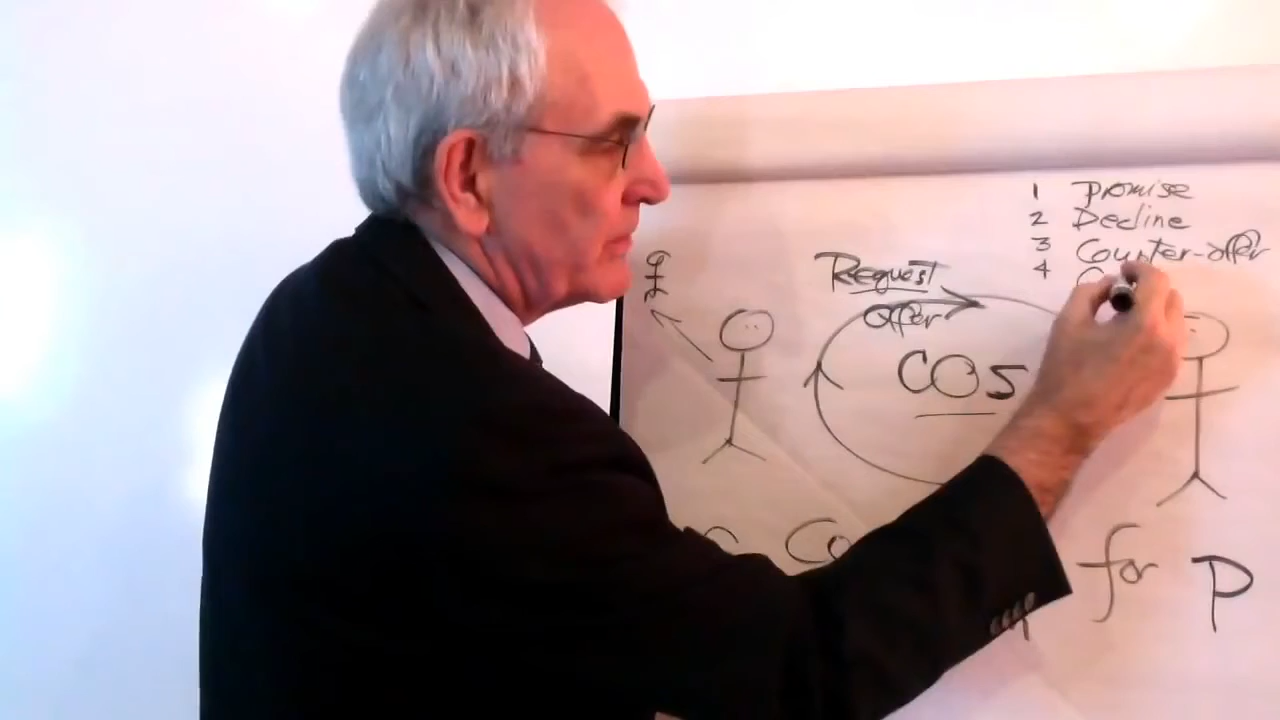 1 Promise
2 Decline
3 Counter-offer
4 C
Request
offer
COS
C Co for P